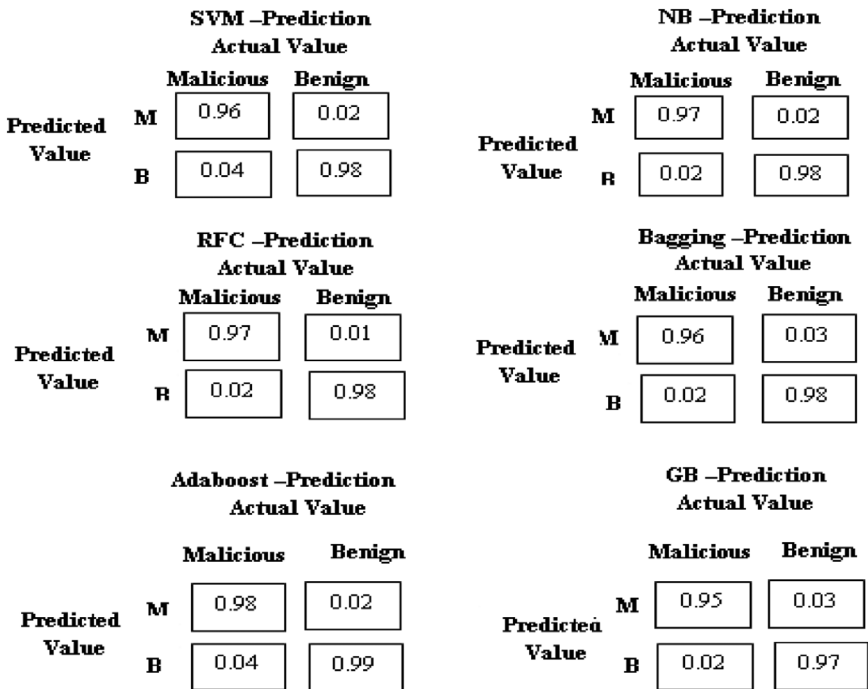 SVM –Prediction
Actual Value
Malicious Benign
Predicted Value
M 0.96 0.02
B 0.04 0.98
NB –Prediction
Actual Value
Malicious Benign
Predicted Value
M 0.97 0.02
B 0.02 0.98
RFC –Prediction
Actual Value
Malicious Benign
Predicted Value
M 0.97 0.01
B 0.02 0.98
Bagging –Prediction
Actual Value
Malicious Benign
Predicted Value
M 0.96 0.03
B 0.02 0.98
Adaboost –Prediction
Actual Value
Malicious Benign
Predicted Value
M 0.98 0.02
B 0.04 0.99
GB –Prediction
Actual Value
Malicious Benign
Predicted Value
M 0.95 0.03
B 0.02 0.97